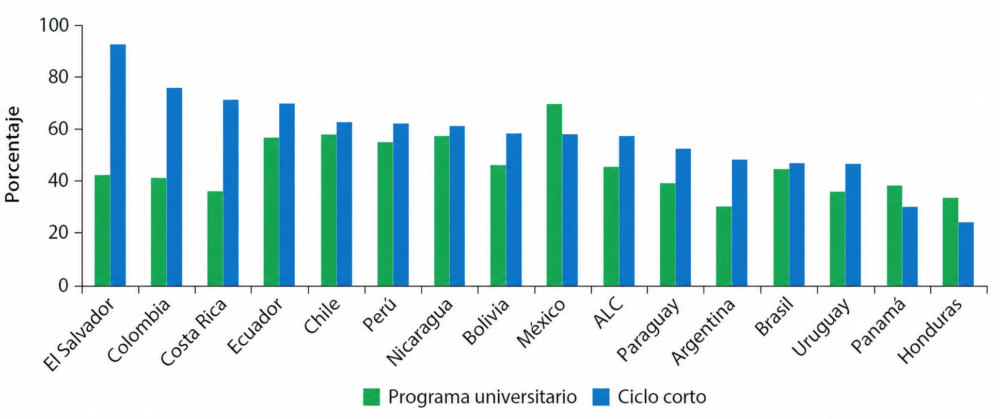 Porcentaje
100
80
60
40
20
0
El Salvador
Colombia
Costa Rica
Ecuador
Chile
Perú
Nicaragua
Bolivia
México
ALC
Paraguay
Argentina
Brasil
Uruguay
Panamá
Honduras
Programa universitario
Ciclo corto